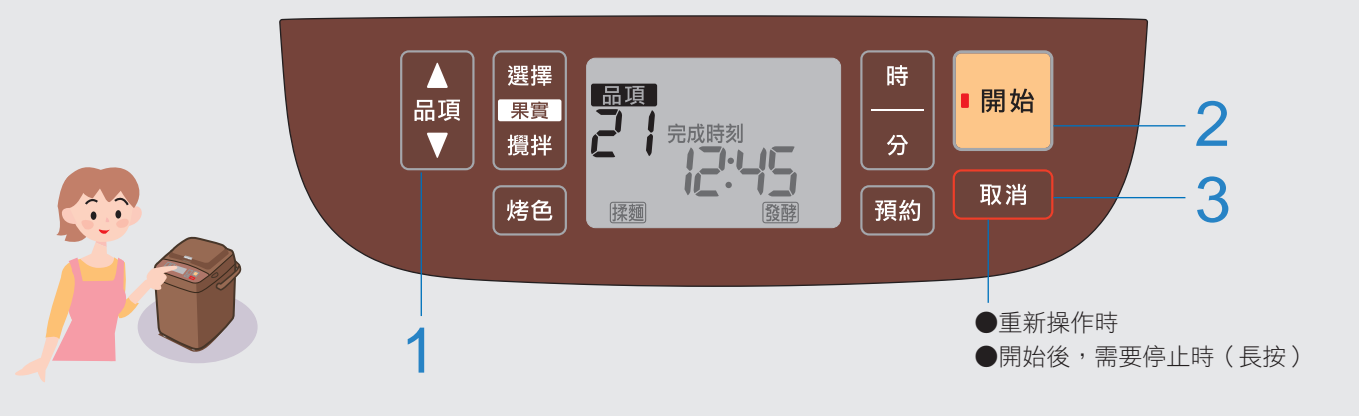 ▲
品項
▼
選擇
果實
攪拌
烤色
品項
21
完成時刻
12:45
揉麵
發酵
時
分
預約
開始
取消
1
2
3
●重新操作時
●開始後，需要停止時（長按）